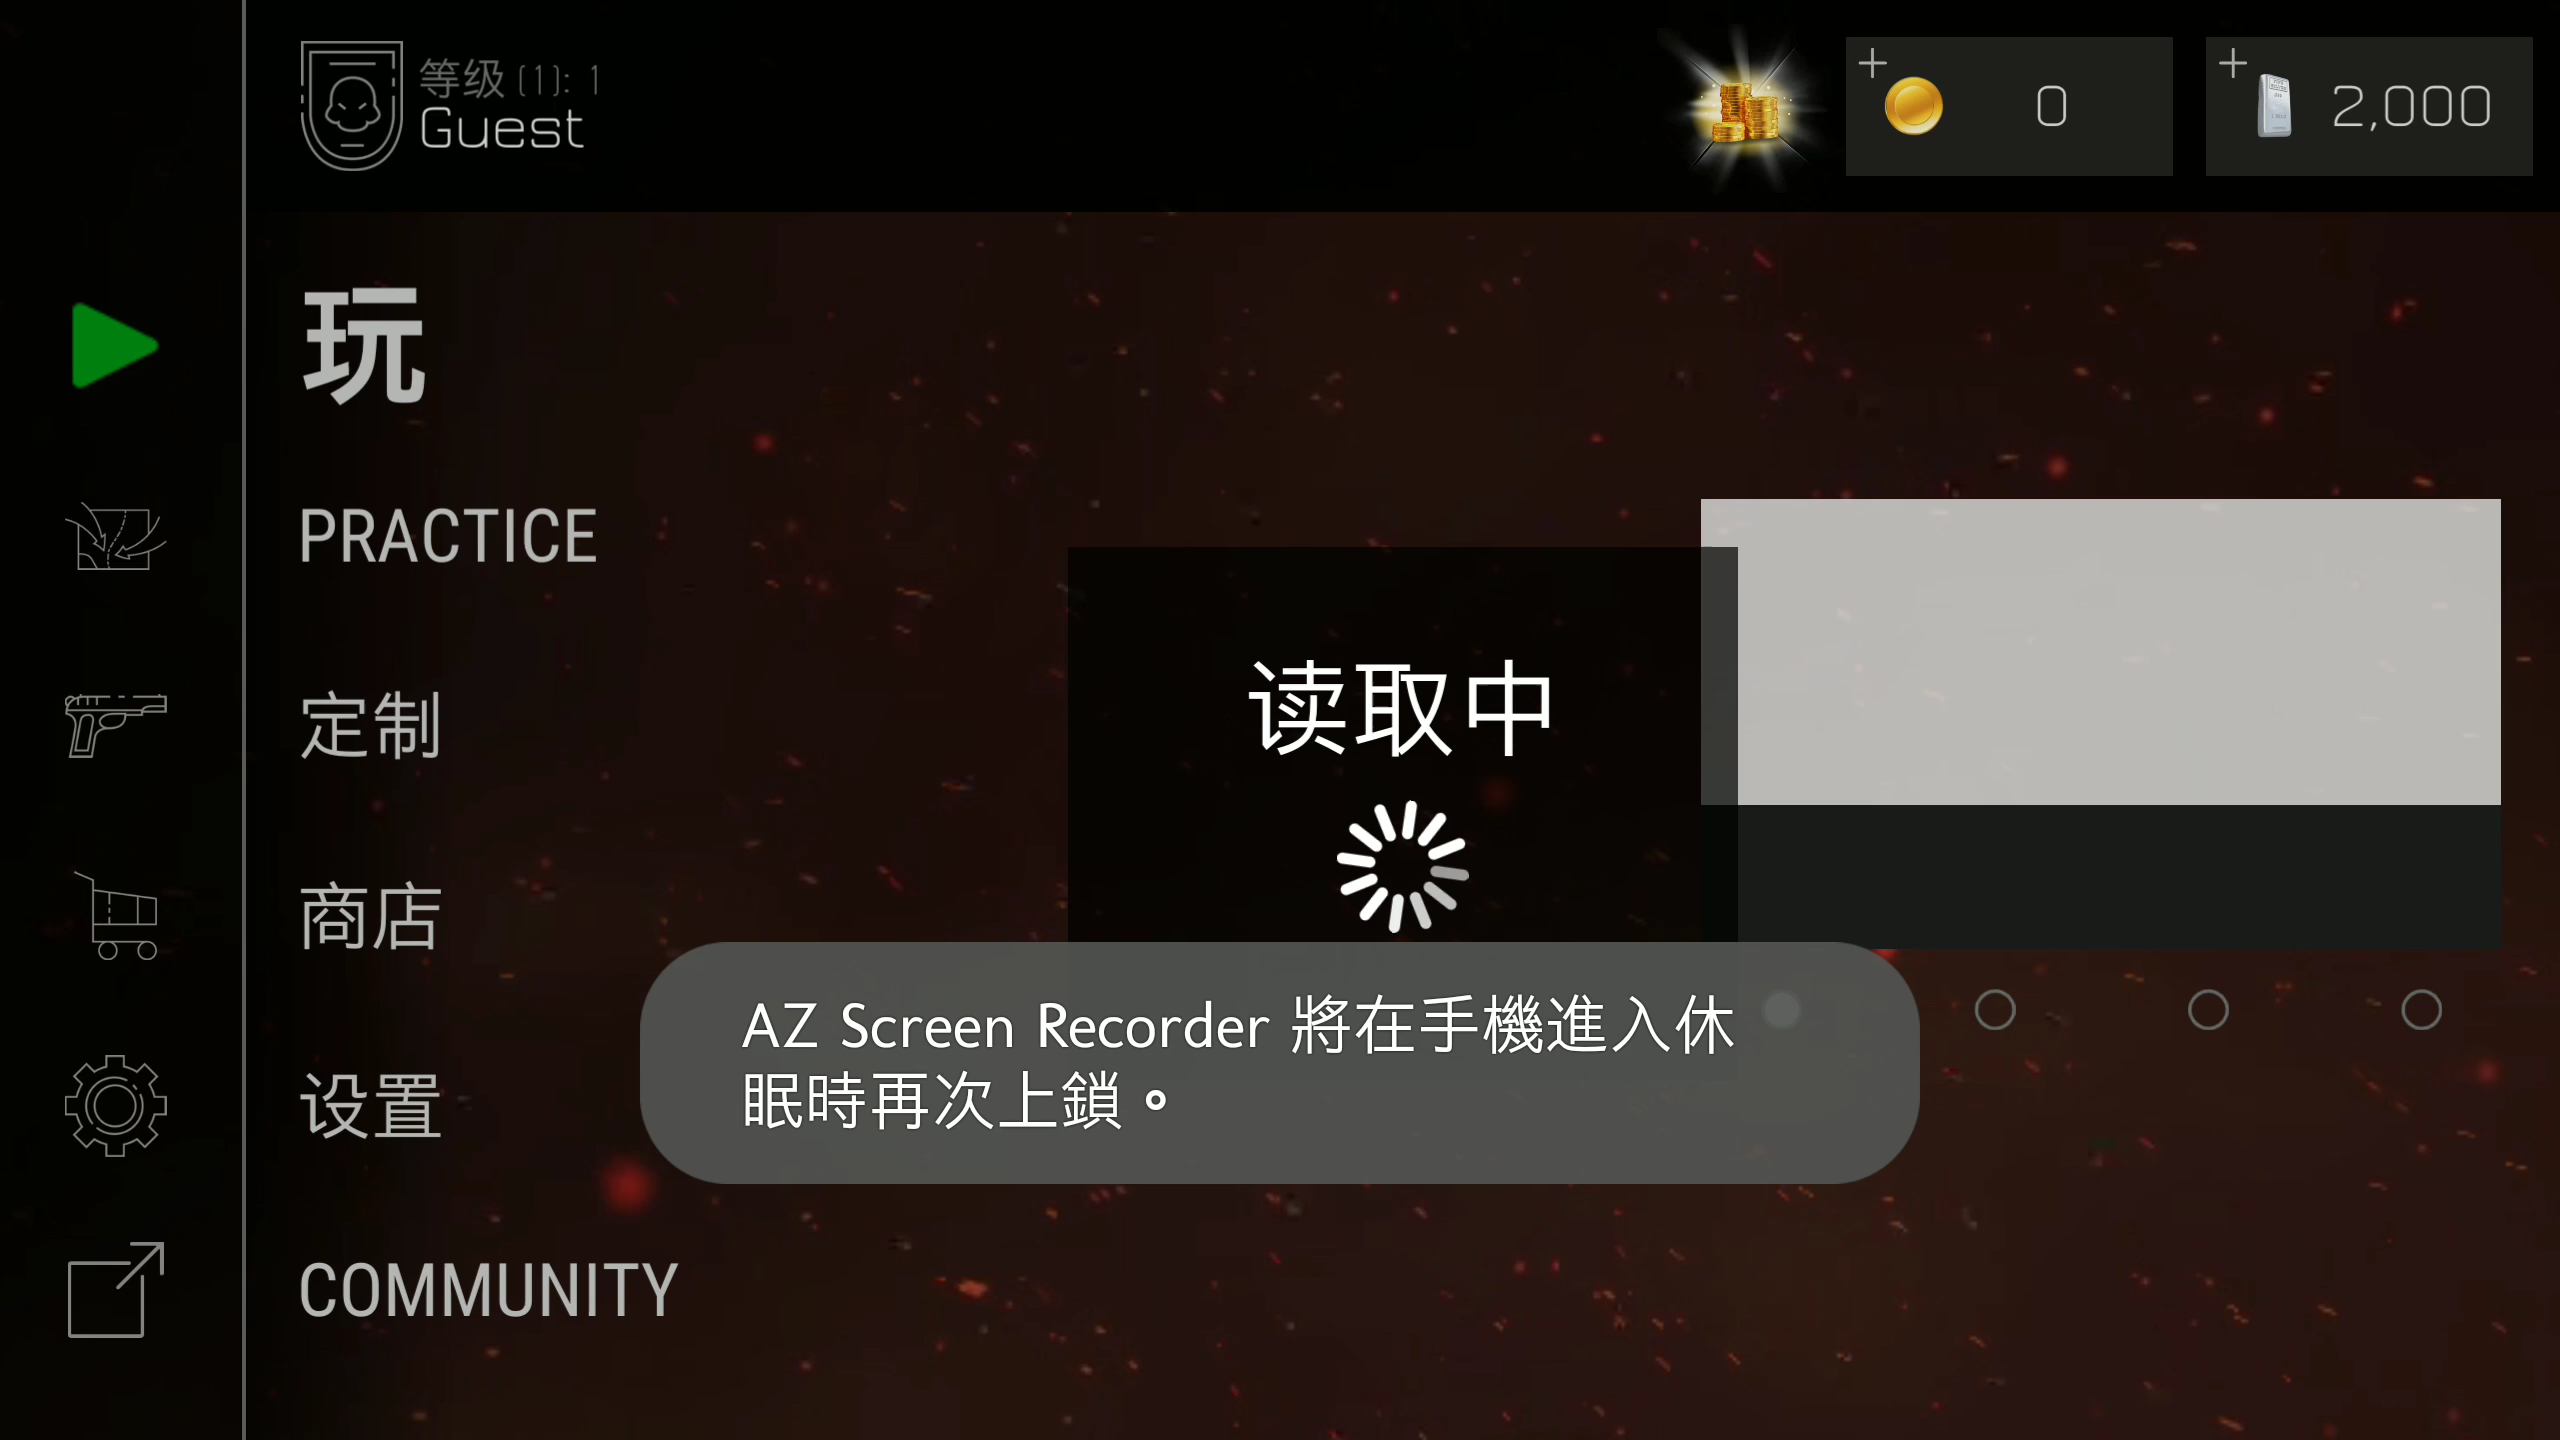 等级 (1): 1
Guest
0
2,000
玩
PRACTICE
定制
商店
设置
COMMUNITY
读取中
AZ Screen Recorder 將在手機進入休
眠時再次上鎖。